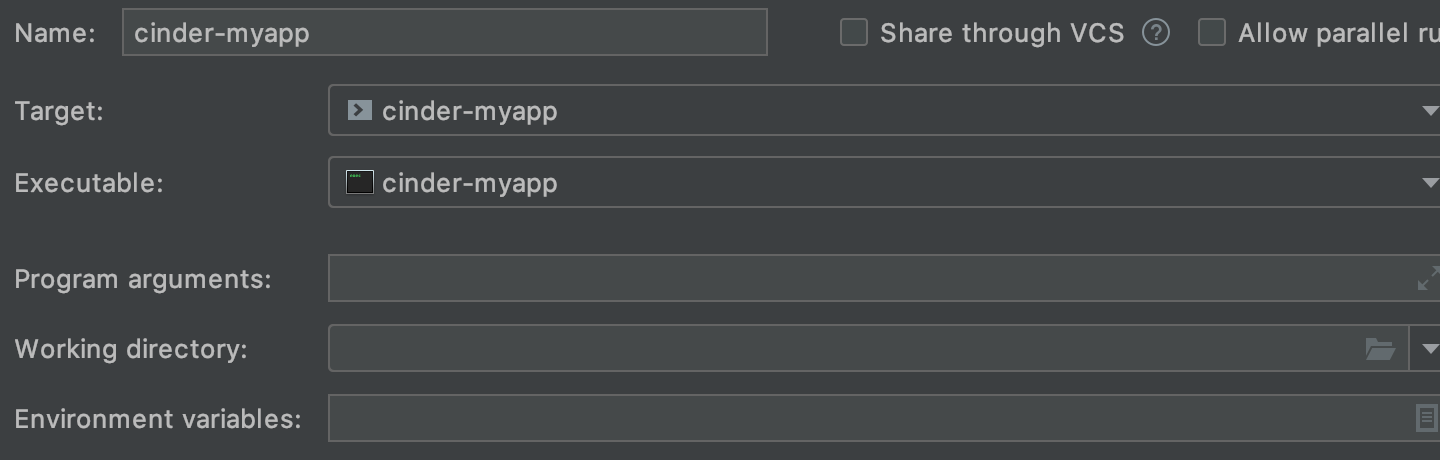 Name: cinder-myapp Share through VCS ? Allow parallel ru
Target: cinder-myapp
Executable: cinder-myapp
Program arguments:
Working directory:
Environment variables: